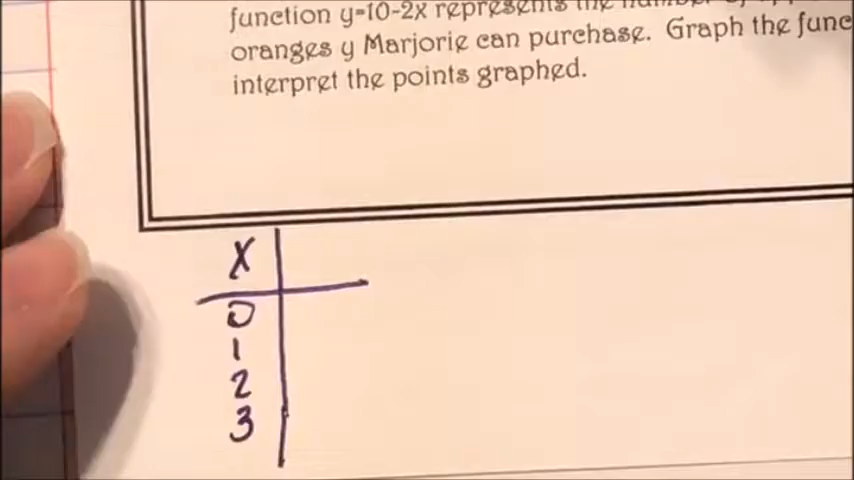 function y=10-2x represents the number
oranges y Marjorie can purchase. Graph the func
interpret the points graphed.
X
0
1
2
3